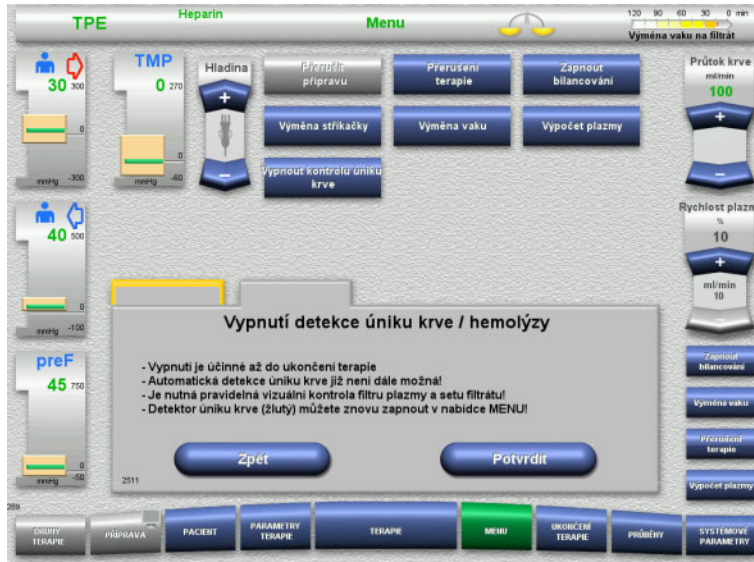 TPE
Heparin
Menu
120 90 60 30 0 min
Výměna vaku na filtrát
30
300
0
-300
mmHg
TMP
0
270
0
-60
mmHg
Hladina
+
−
Přerušit
přípravu
Přerušení
terapie
Zapnout
bilancování
Výměna stříkačky
Výměna vaku
Výpočet plazmy
Vypnout kontrolu úniku
krve
Průtok krve
ml/min
100
+
−
40
500
0
-100
mmHg
Rychlost plazm
%
10
+
ml/min
10
preF
45
750
0
-50
mmHg
Vypnutí detekce úniku krve / hemolýzy
- Vypnutí je účinné až do ukončení terapie
- Automatická detekce úniku krve již není dále možná!
- Je nutná pravidelná vizuální kontrola filtru plazmy a setu filtrátu!
- Detektor úniku krve (žlutý) můžete znovu zapnout v nabídce MENU!
Zpět
Potvrdit
2511
Zapnout
bilancování
Výměna vaku
Přerušení
terapie
Výpočet plazmy
289
DRUHY
TERAPIE
PŘÍPRAVA
PACIENT
PARAMETRY
TERAPIE
TERAPIE
MENU
UKONČENÍ
TERAPIE
PRŮBĚHY
SYSTÉMOVÉ
PARAMETRY